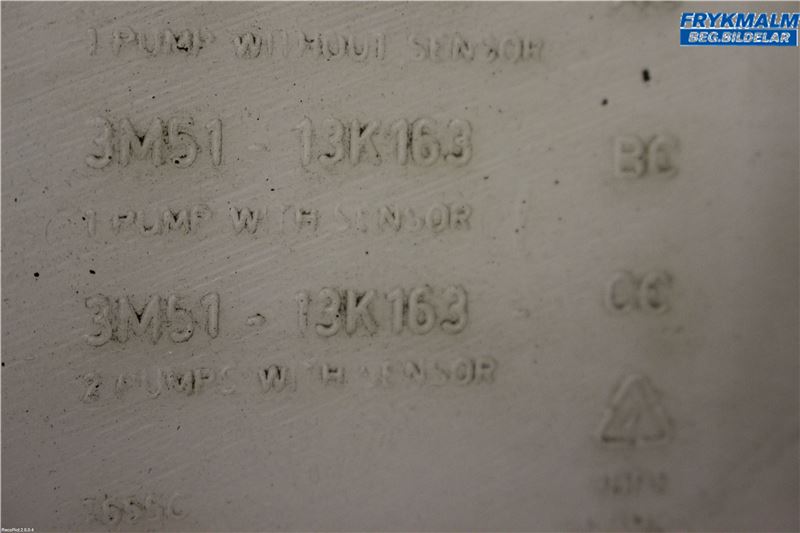 FRYKMALM
BEG.BILDELAR
1 PUMP WITHOUT SENSOR
3M51 - 13K163 BC
1 PUMP WITH SENSOR
3M51 - 13K163 CC
2 PUMPS WITH SENSOR